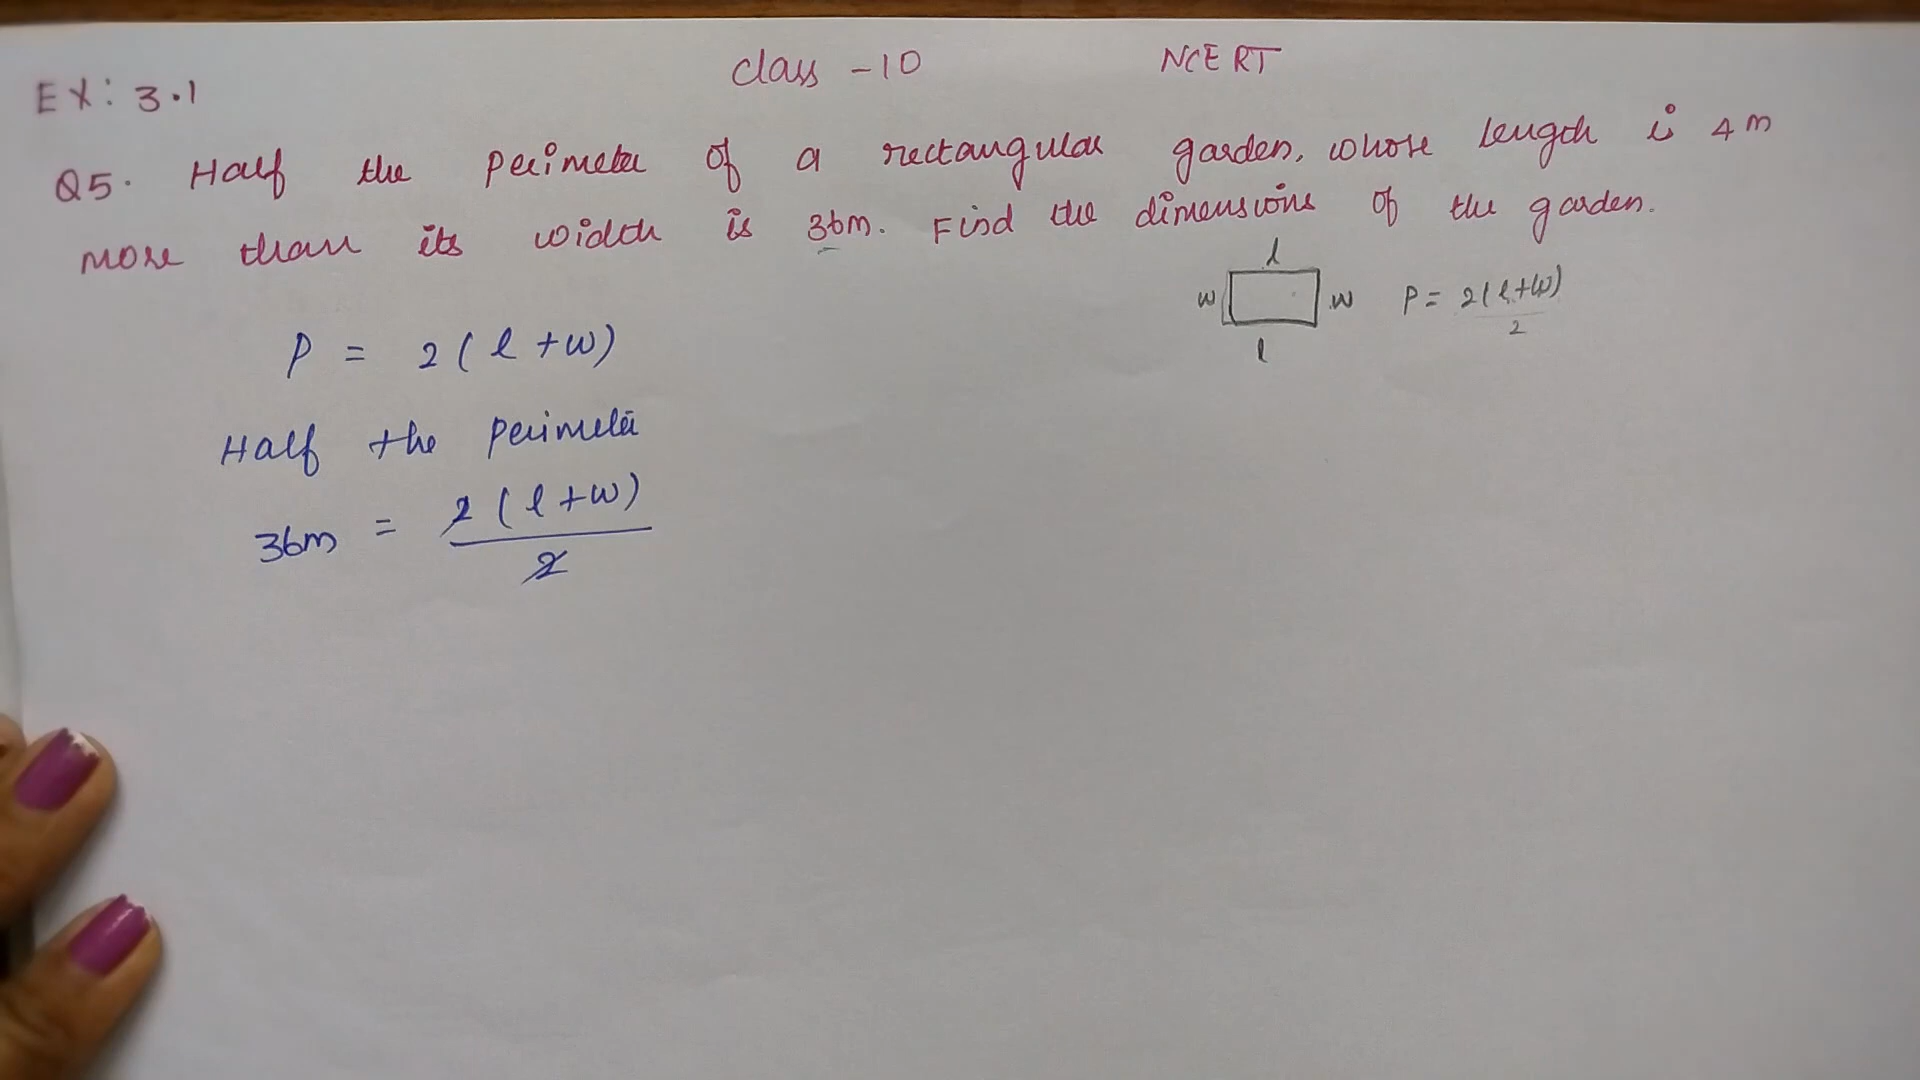 Class -10 NCERT
EX: 3.1
Q5. Half the perimeter of a rectangular garden, whose length is 4m
more than its width is 36m. Find the dimensions of the garden.
l
w w P = 2(l+w)
2
l
P = 2(l+w)
Half the perimeter
36m = 2(l+w)
2